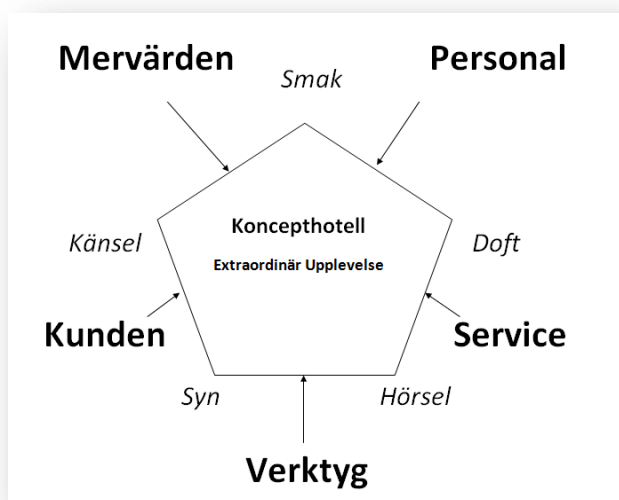 Mervärden
Personal
Smak
Koncepthotell
Extraordinär Upplevelse
Känsel
Doft
Kunden
Service
Syn
Hörsel
Verktyg